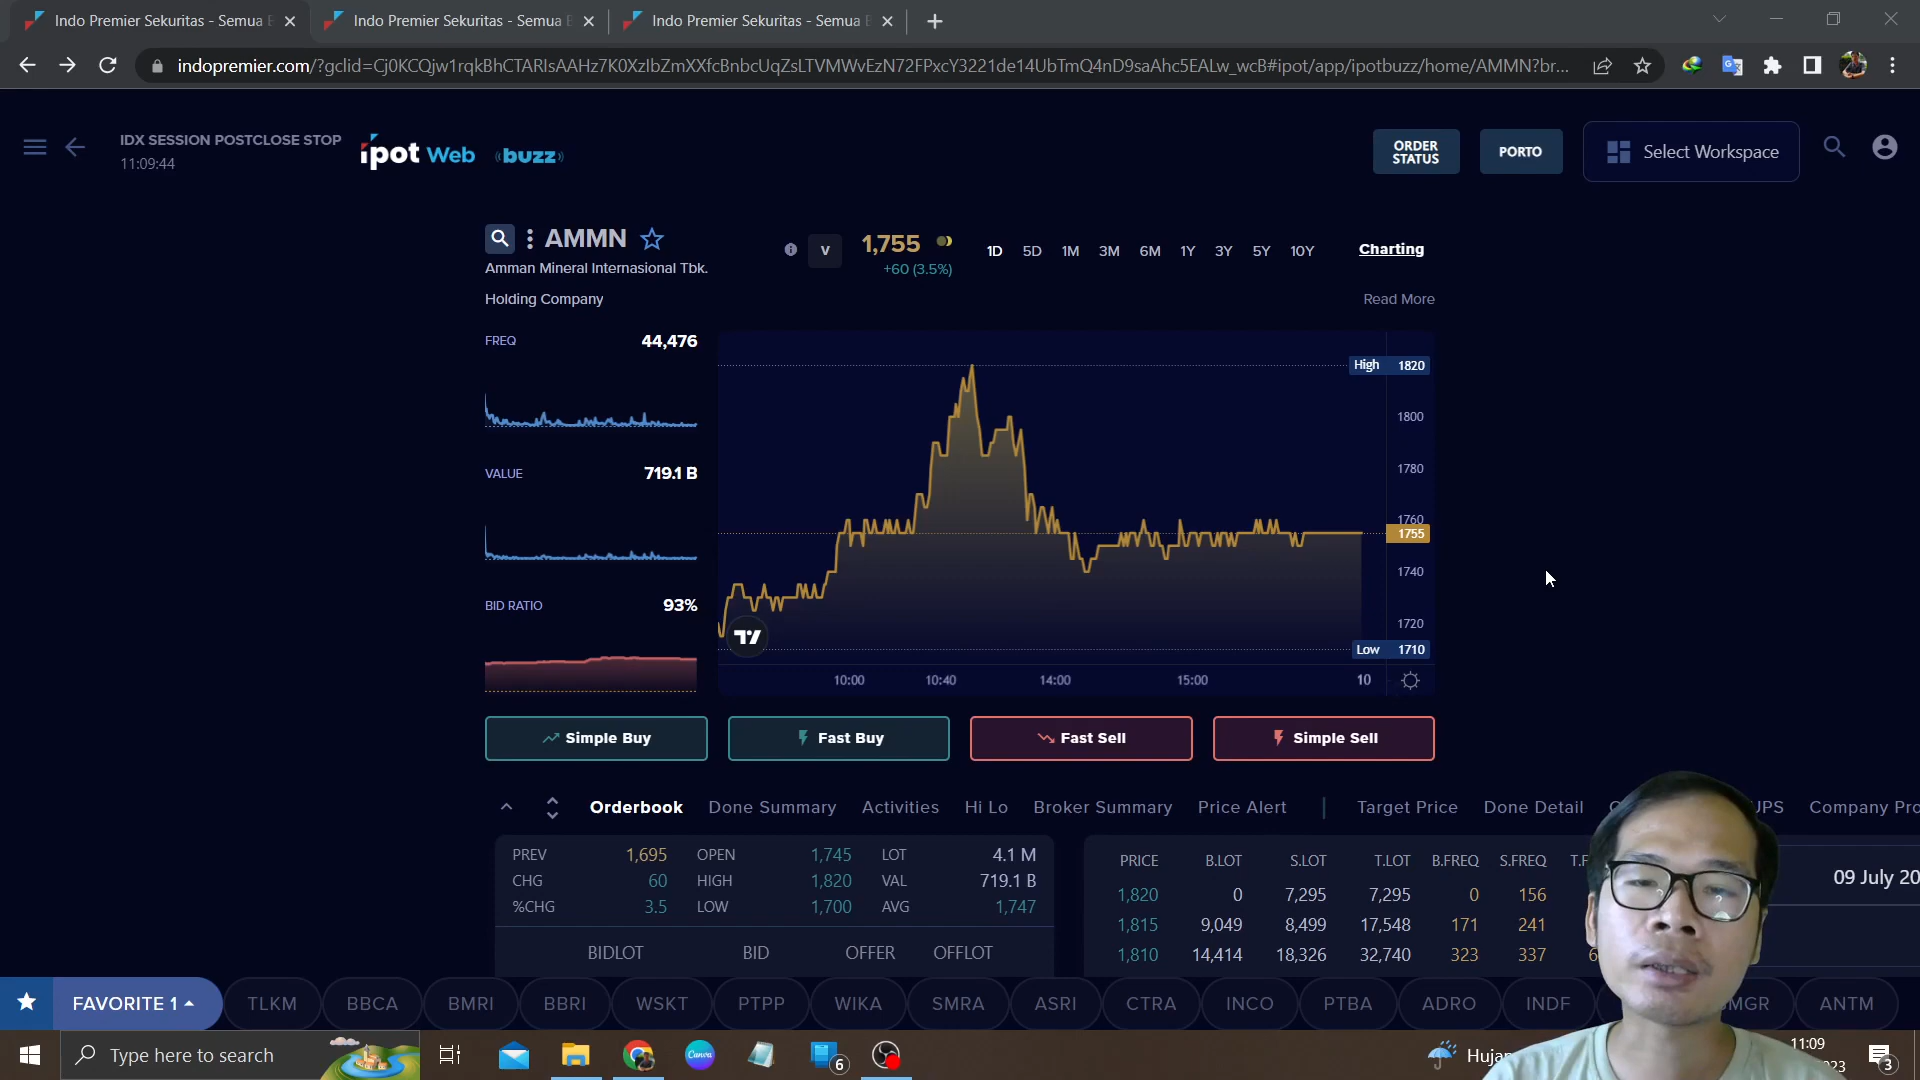 Indo Premier Sekuritas - Semua
Indo Premier Sekuritas - Semua
Indo Premier Sekuritas - Semua
indopremier.com/?gclid=Cj0KCQjw1rqkBhCTARIsAAHz7K0XzIbZmXXfcBnbcUqZsLTVMWvEzN72FPxcY3221de14UbTmQ4nD9saAhc5EALw_wcB#ipot/app/ipotbuzz/home/AMMN?br...
IDX SESSION POSTCLOSE STOP
11:09:44
ipot Web buzz
ORDER STATUS
PORTO
Select Workspace
AMMN
Amman Mineral Internasional Tbk.
V
1,755
+60 (3.5%)
1D 5D 1M 3M 6M 1Y 3Y 5Y 10Y
Charting
Holding Company
Read More
FREQ 44,476
VALUE 719.1 B
BID RATIO 93%
High 1820
1800
1780
1760
1755
1740
1720
Low 1710
10:00 10:40 14:00 15:00 10
Simple Buy
Fast Buy
Fast Sell
Simple Sell
Orderbook Done Summary Activities Hi Lo Broker Summary Price Alert | Target Price Done Detail UPS Company Pro
PREV 1,695 OPEN 1,745 LOT 4.1 M
CHG 60 HIGH 1,820 VAL 719.1 B
%CHG 3.5 LOW 1,700 AVG 1,747
BIDLOT BID OFFER OFFLOT
PRICE B.LOT S.LOT T.LOT B.FREQ S.FREQ T.F
1,820 0 7,295 7,295 0 156
1,815 9,049 8,499 17,548 171 241
1,810 14,414 18,326 32,740 323 337 6
09 July 20
FAVORITE 1
TLKM BBCA BMRI BBRI WSKT PTPP WIKA SMRA ASRI CTRA INCO PTBA ADRO INDF SMGR ANTM
Type here to search
Canva
6
Hujan
11:09
023
3